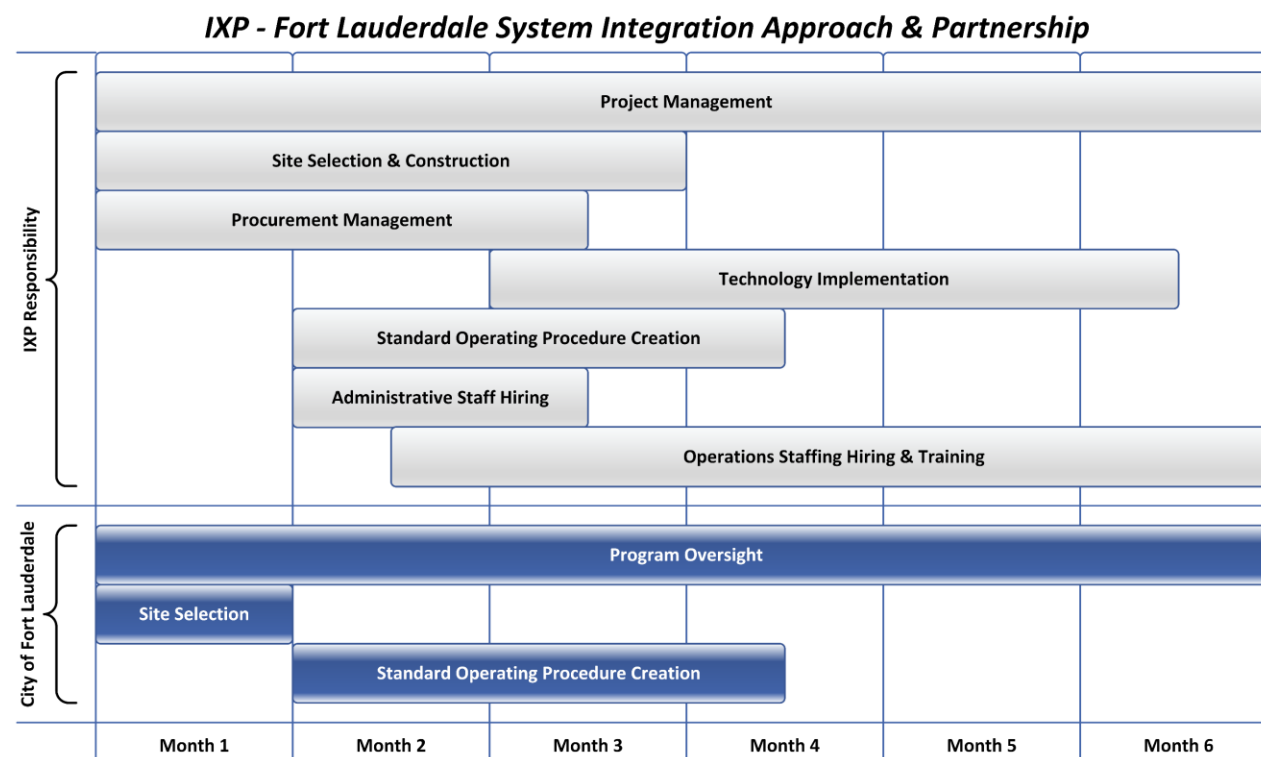 IXP - Fort Lauderdale System Integration Approach & Partnership
IXP Responsibility
Project Management
Site Selection & Construction
Procurement Management
Technology Implementation
Standard Operating Procedure Creation
Administrative Staff Hiring
Operations Staffing Hiring & Training
City of Fort Lauderdale
Program Oversight
Site Selection
Standard Operating Procedure Creation
Month 1
Month 2
Month 3
Month 4
Month 5
Month 6